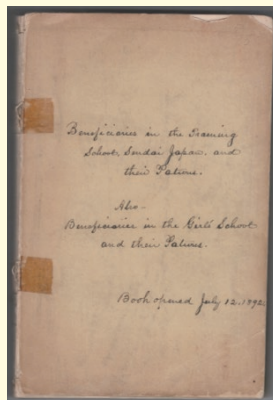 Beneficiaries in the Training
School, Sendai Japan. and
their Patrons.
Also -
Beneficiaries in the Girls School
and their Patrons.
Book opened July 12. 1892.